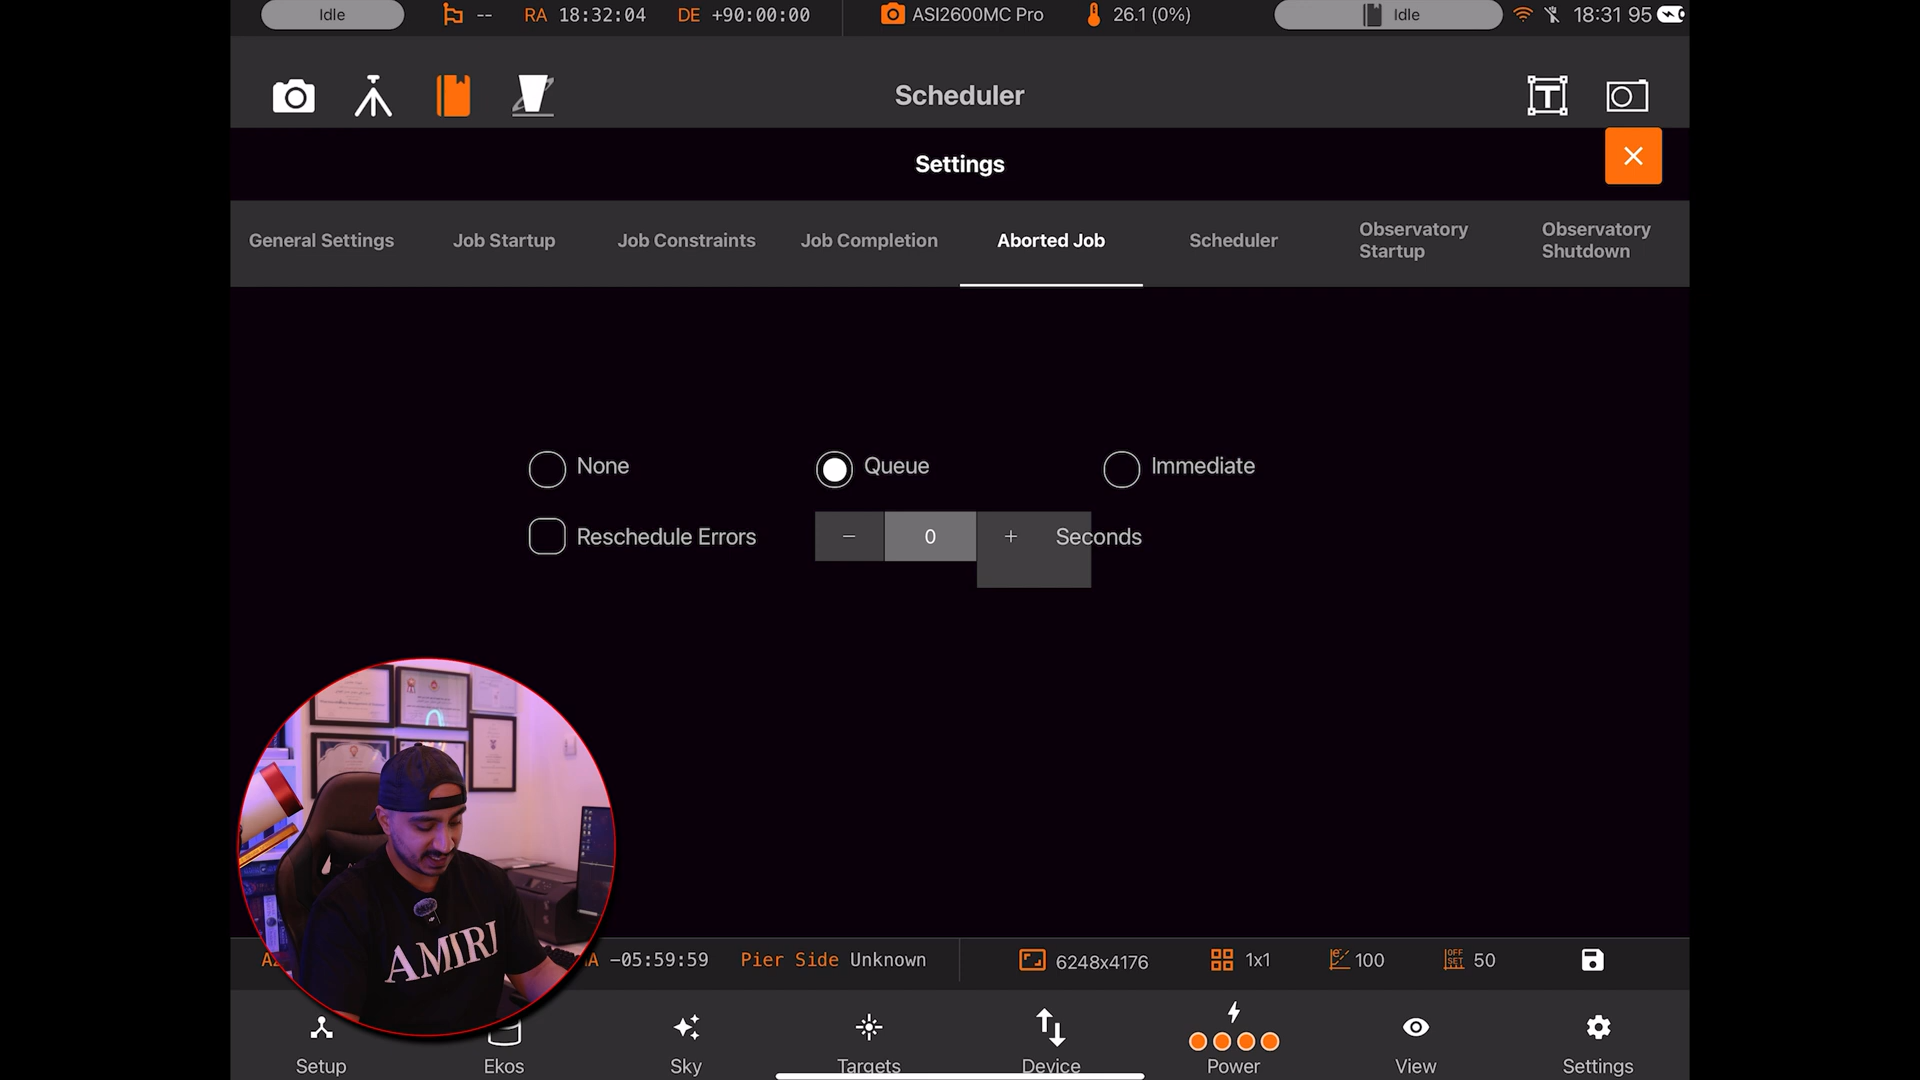 Idle
-- RA 18:32:04 DE +90:00:00
ASI2600MC Pro 26.1 (0%)
Idle 18:31 95
Scheduler
Settings
General Settings
Job Startup
Job Constraints
Job Completion
Aborted Job
Scheduler
Observatory
Startup
Observatory
Shutdown
None
Queue
Immediate
Reschedule Errors
− 0 + Seconds
AMIRI
-05:59:59 Pier Side Unknown
6248x4176
1x1
100
OFF
SET
50
Setup
Ekos
Sky
Targets
Device
Power
View
Settings